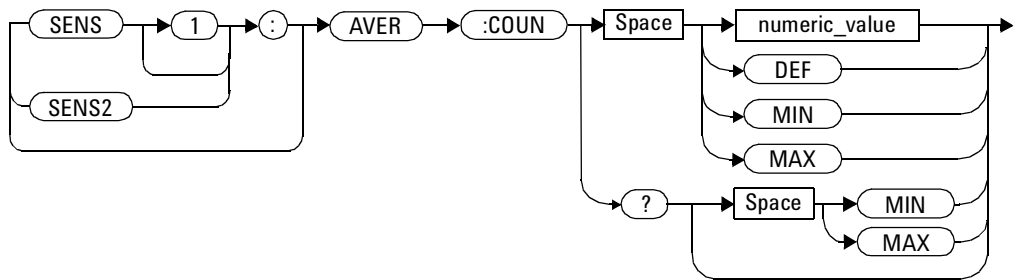 SENS 1 : AVER :COUN Space numeric_value
DEF
SENS2 MIN
MAX
? Space MIN
MAX